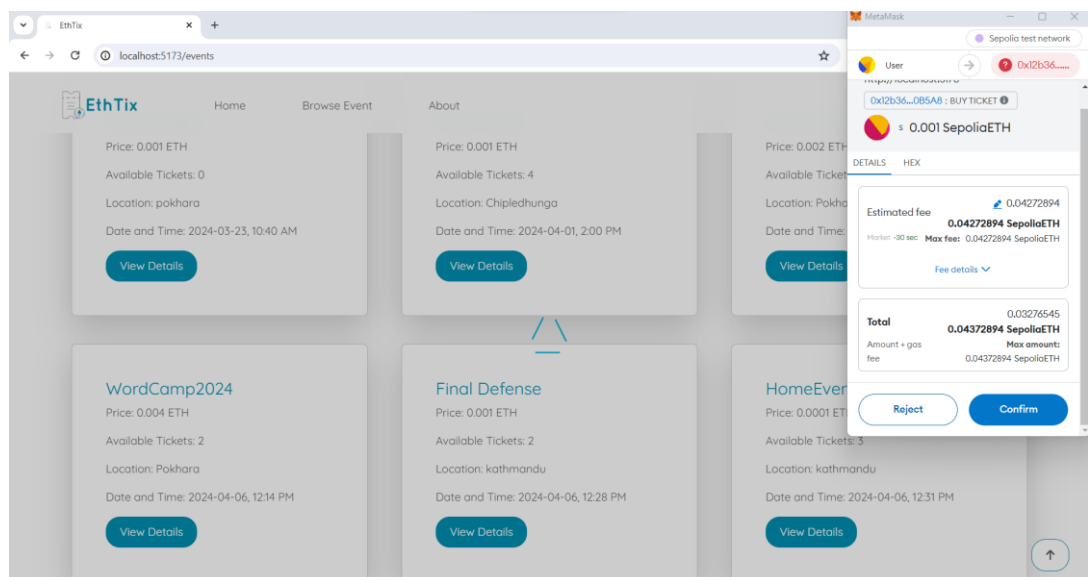 EthTix
localhost:5173/events
EthTix
Home
Browse Event
About
Price: 0.001 ETH
Available Tickets: 0
Location: pokhara
Date and Time: 2024-03-23, 10:40 AM
View Details
Price: 0.001 ETH
Available Tickets: 4
Location: Chipledhunga
Date and Time: 2024-04-01, 2:00 PM
View Details
Price: 0.002 ETH
Available Ticket
Location: Pokha
Date and Time:
View Details
WordCamp2024
Price: 0.004 ETH
Available Tickets: 2
Location: Pokhara
Date and Time: 2024-04-06, 12:14 PM
View Details
Final Defense
Price: 0.001 ETH
Available Tickets: 2
Location: kathmandu
Date and Time: 2024-04-06, 12:28 PM
View Details
HomeEven
Price: 0.0001 ET
Available Tickets: 3
Location: kathmandu
Date and Time: 2024-04-06, 12:31 PM
View Details
MetaMask
Sepolia test network
User
0x12b36......
0x12b36...0B5A8 : BUY TICKET
S 0.001 SepoliaETH
DETAILS HEX
Estimated fee
0.04272894
0.04272894 SepoliaETH
Market ~30 sec Max fee: 0.04272894 SepoliaETH
Fee details
Total
0.03276545
0.04372894 SepoliaETH
Amount + gas fee
Max amount:
0.04372894 SepoliaETH
Reject
Confirm